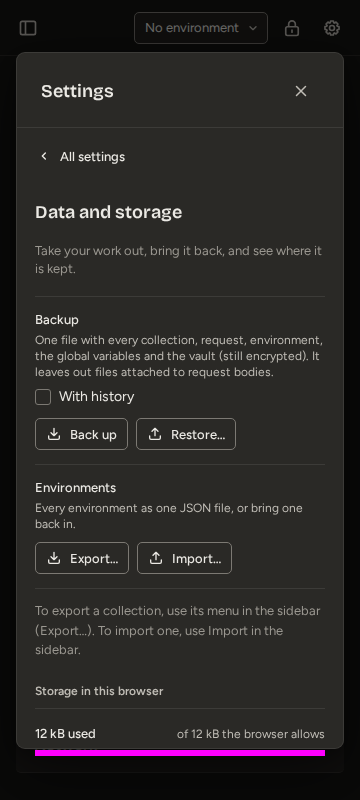 No environment
Settings
All settings
Data and storage
Take your work out, bring it back, and see where it
is kept.
Backup
One file with every collection, request, environment,
the global variables and the vault (still encrypted). It
leaves out files attached to request bodies.
With history
Back up
Restore...
Environments
Every environment as one JSON file, or bring one
back in.
Export...
Import...
To export a collection, use its menu in the sidebar
(Export...). To import one, use Import in the
sidebar.
Storage in this browser
12 kB used
of 12 kB the browser allows